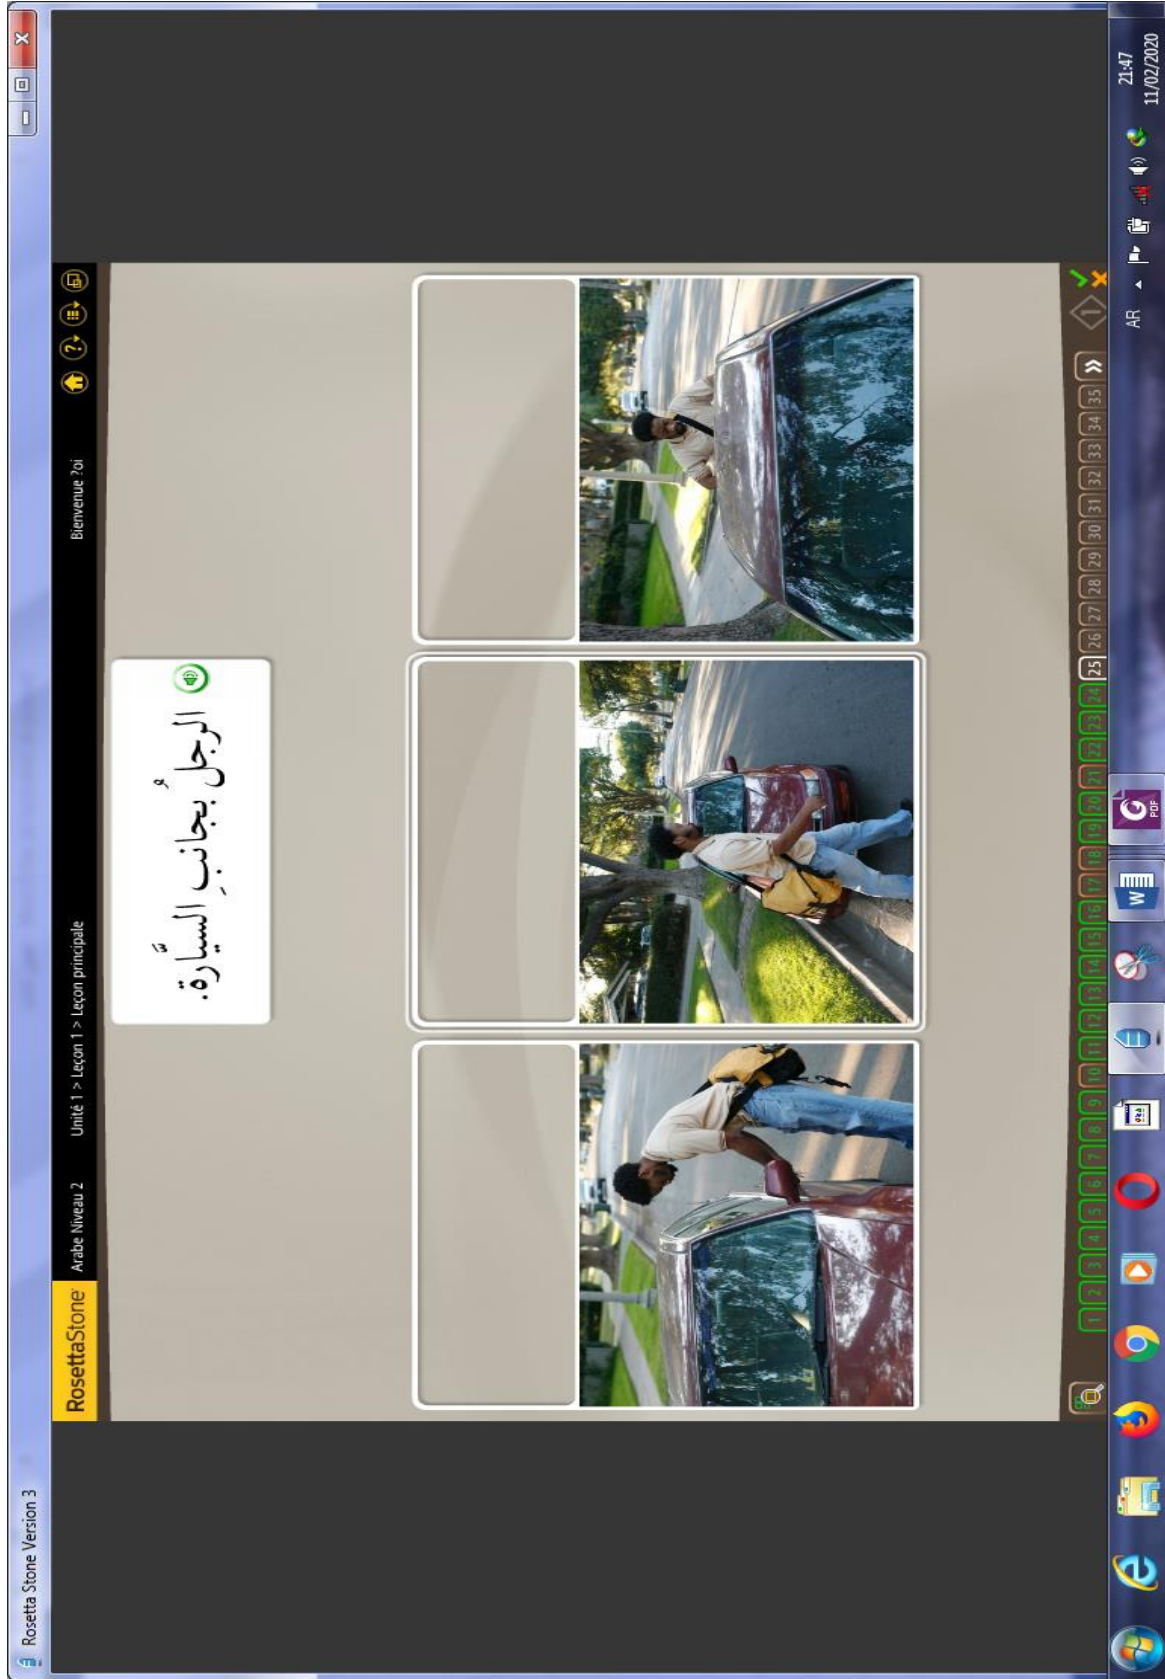 Rosetta Stone Version 3
RosettaStone
Arabe Niveau 2
Unité 1 > Leçon 1 > Leçon principale
Bienvenue ?oi
الرجلُ بجانبِ السيَّارة.
1 2 3 4 5 6 7 8 9 10 11 12 13 14 15 16 17 18 19 20 21 22 23 24 25 26 27 28 29 30 31 32 33 34 35
1
PDF
AR
21:47
11/02/2020